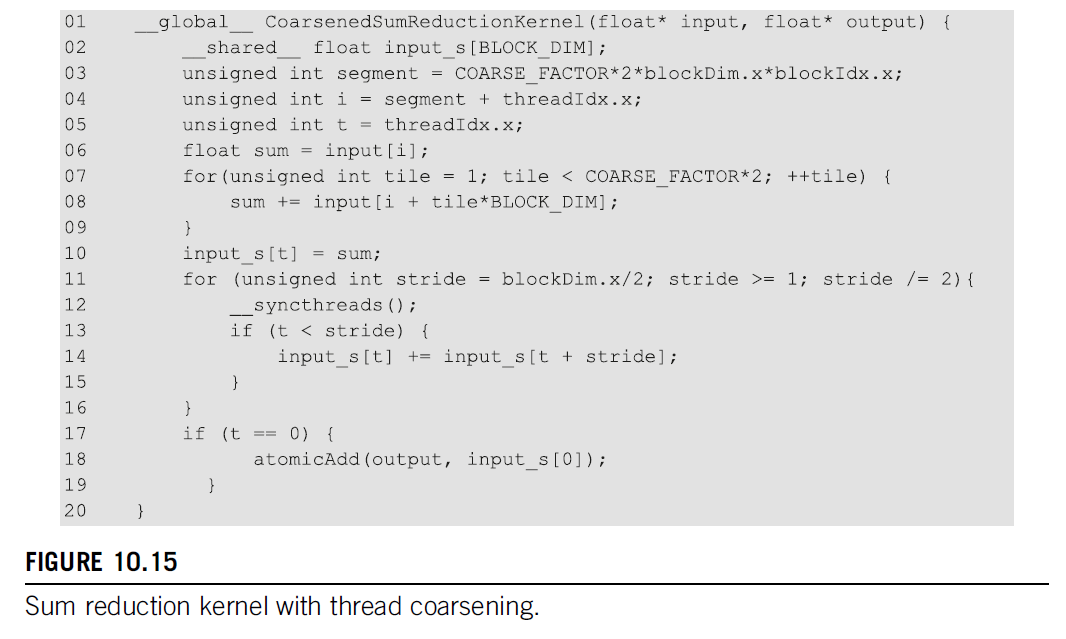 01 __global__ CoarsenedSumReductionKernel(float* input, float* output) {
02 __shared__ float input_s[BLOCK_DIM];
03 unsigned int segment = COARSE_FACTOR*2*blockDim.x*blockIdx.x;
04 unsigned int i = segment + threadIdx.x;
05 unsigned int t = threadIdx.x;
06 float sum = input[i];
07 for(unsigned int tile = 1; tile < COARSE_FACTOR*2; ++tile) {
08 sum += input[i + tile*BLOCK_DIM];
09 }
10 input_s[t] = sum;
11 for (unsigned int stride = blockDim.x/2; stride >= 1; stride /= 2){
12 __syncthreads();
13 if (t < stride) {
14 input_s[t] += input_s[t + stride];
15 }
16 }
17 if (t == 0) {
18 atomicAdd(output, input_s[0]);
19 }
20 }
FIGURE 10.15
Sum reduction kernel with thread coarsening.